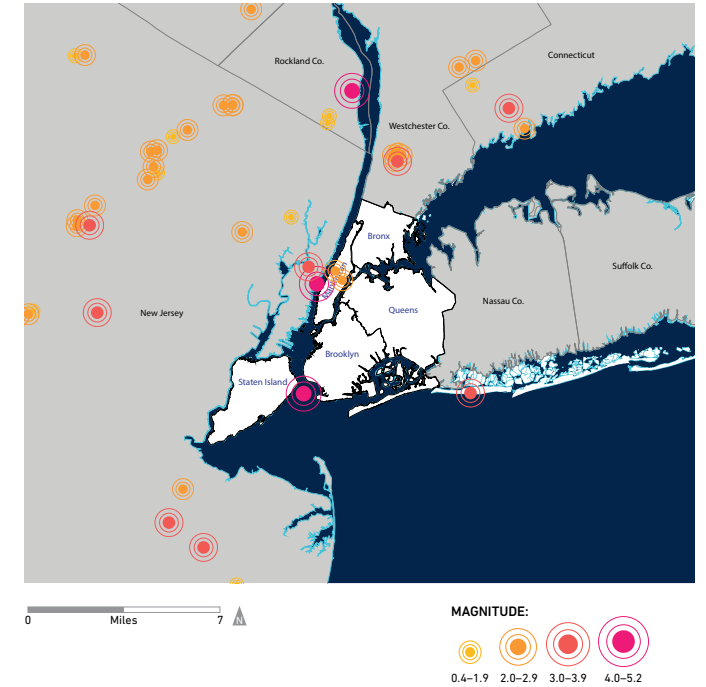 Connecticut
Rockland Co.
Westchester Co.
Bronx
Suffolk Co.
Manhattan
Nassau Co.
Queens
New Jersey
Brooklyn
Staten Island
0 Miles 7 N
MAGNITUDE:
0.4–1.9 2.0–2.9 3.0–3.9 4.0–5.2